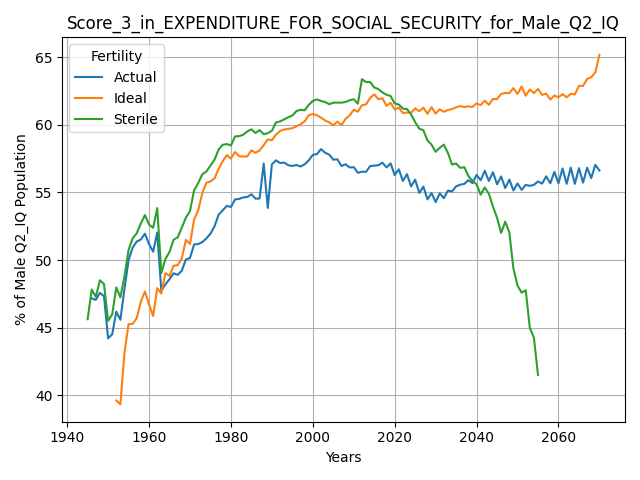 Score_3_in_EXPENDITURE_FOR_SOCIAL_SECURITY_for_Male_Q2_IQ
Fertility
Actual
Ideal
Sterile
% of Male Q2_IQ Population
65
60
55
50
45
40
1940
1960
1980
2000
2020
2040
2060
Years